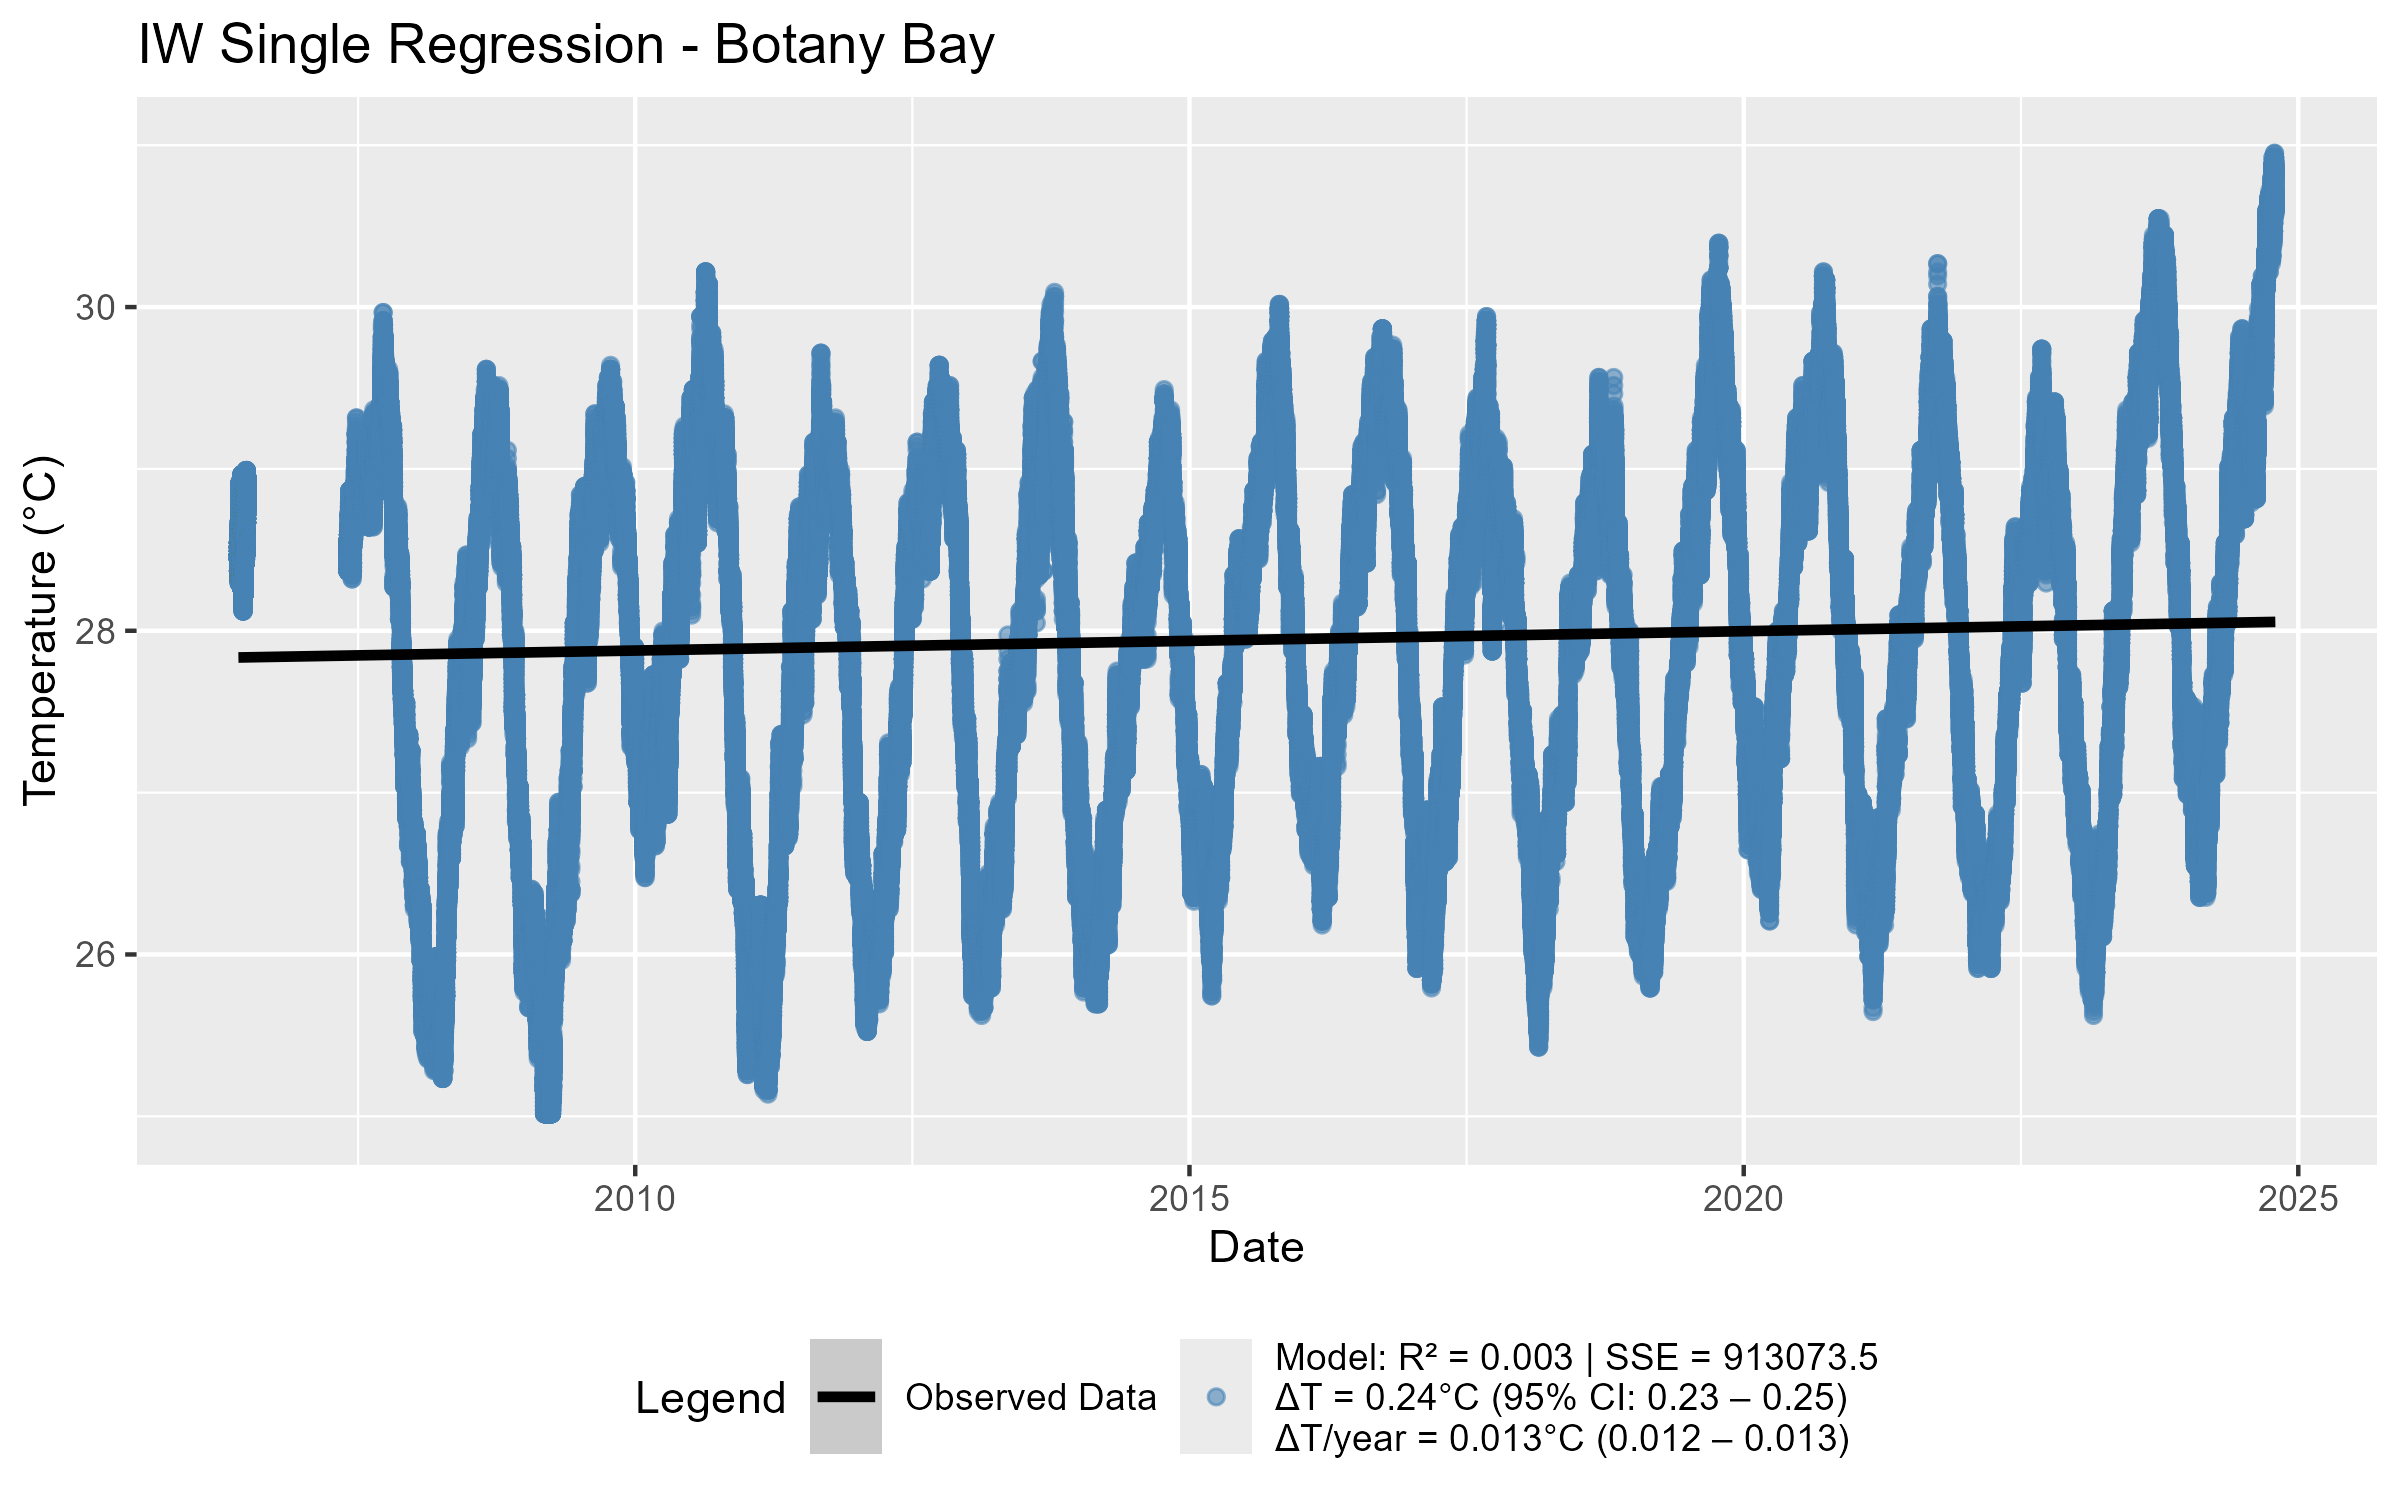 IW Single Regression - Botany Bay
Temperature (°C)
30
28
26
2010
2015
2020
2025
Date
Legend
Observed Data
Model: R² = 0.003 | SSE = 913073.5
ΔT = 0.24°C (95% CI: 0.23 – 0.25)
ΔT/year = 0.013°C (0.012 – 0.013)